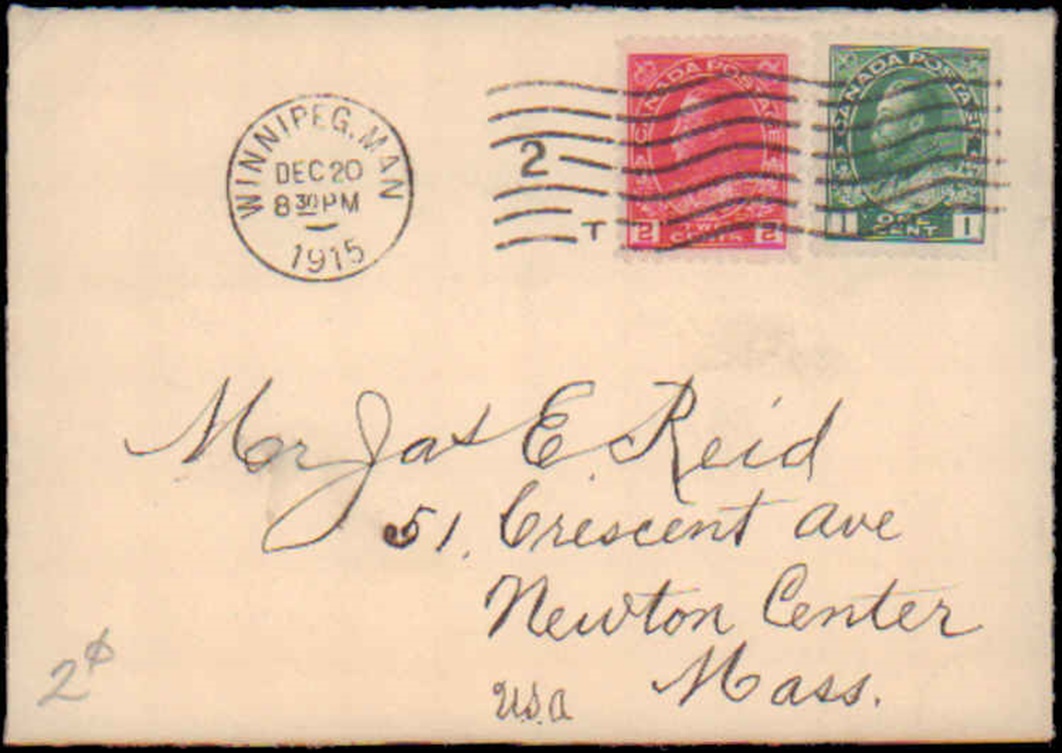 WINNIPEG, MAN
DEC 20
8 30 PM
1915
2
T
CANADA POSTAGE
2 TWO CENTS 2
CANADA POSTAGE
1 ONE CENT 1
Mr Jas E. Reid
51. Crescent Ave
Newton Center
Mass.
U.S.A
2¢